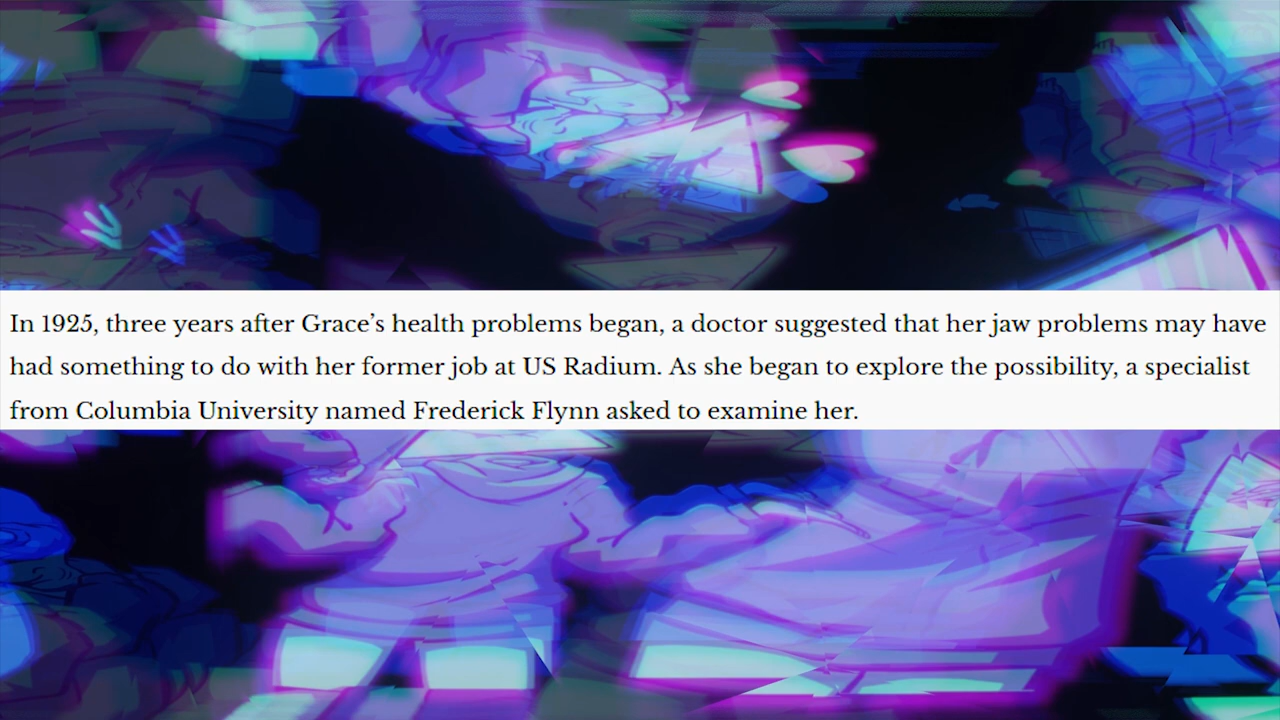 In 1925, three years after Grace’s health problems began, a doctor suggested that her jaw problems may have
had something to do with her former job at US Radium. As she began to explore the possibility, a specialist
from Columbia University named Frederick Flynn asked to examine her.